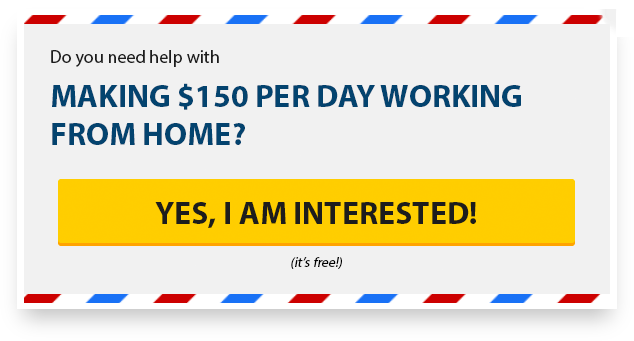 Do you need help with
MAKING $150 PER DAY WORKING
FROM HOME?
YES, I AM INTERESTED!
(it's free!)